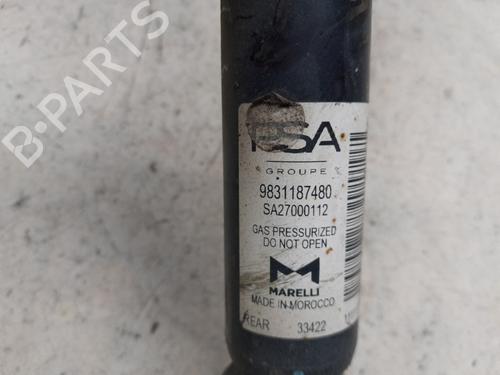 PSA
GROUPE
9831187480
SA27000112
GAS PRESSURIZED
DO NOT OPEN
MARELLI
MADE IN MOROCCO
REAR 33422
B-PARTS